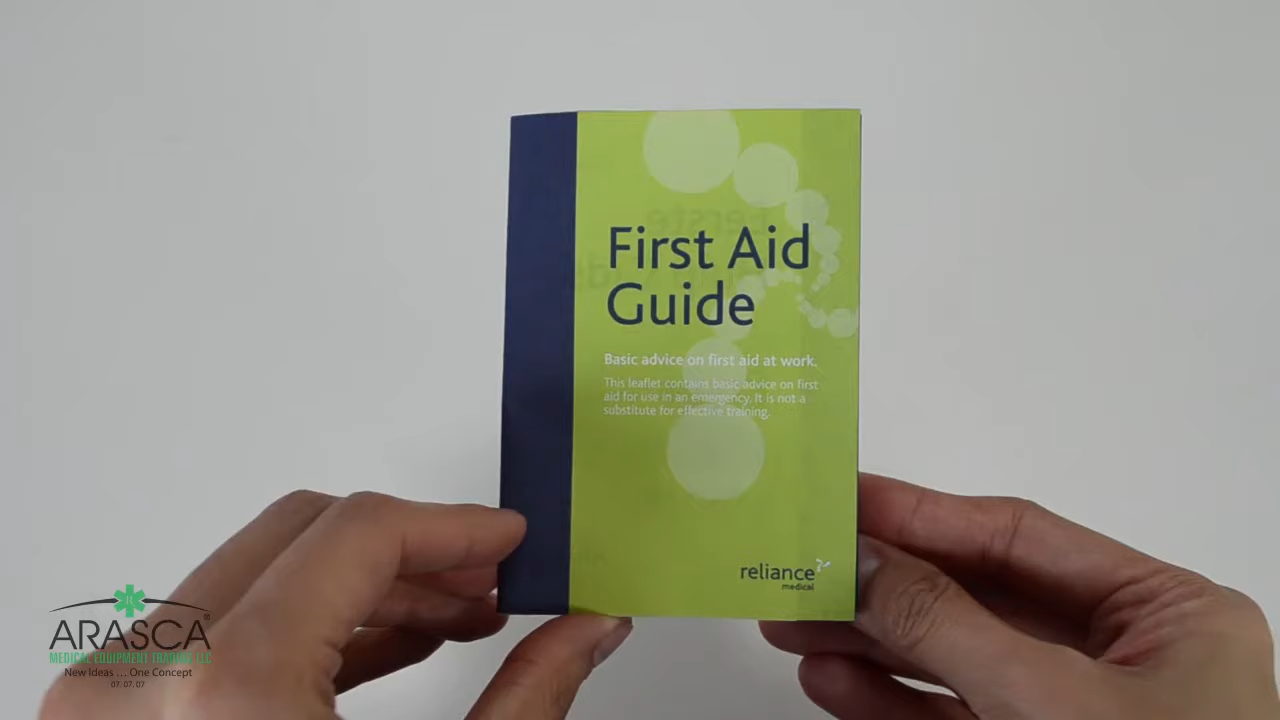 First Aid
Guide
Basic advice on first aid at work.
This leaflet contains basic advice on first
aid for use in an emergency. It is not a
substitute for effective training.
reliance
medical
ARASCA
MEDICAL EQUIPMENT TRADING LLC
New Ideas ... One Concept
07. 07. 07